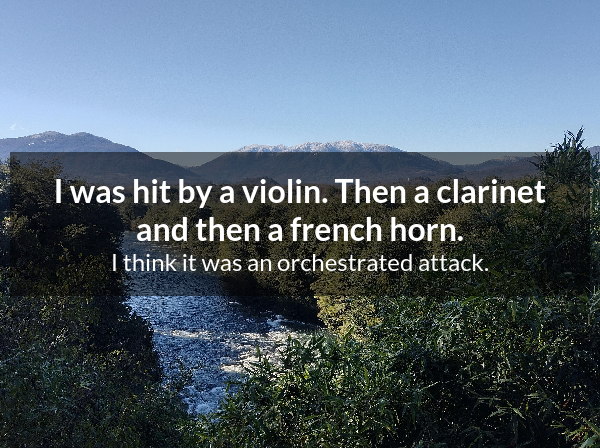 I was hit by a violin. Then a clarinet
and then a french horn.
I think it was an orchestrated attack.